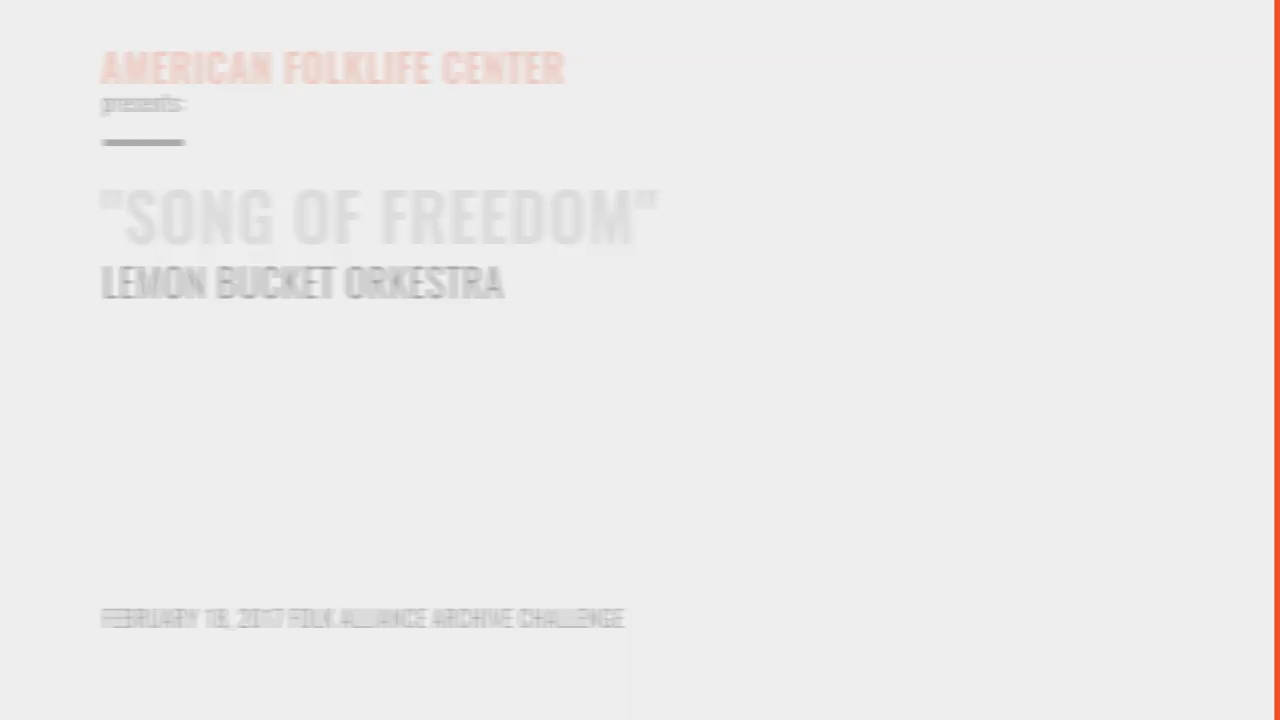 AMERICAN FOLKLIFE CENTER
presents:
"SONG OF FREEDOM"
LEMON BUCKET ORKESTRA
FEBRUARY 18, 2017 FOLK ALLIANCE ARCHIVE CHALLENGE